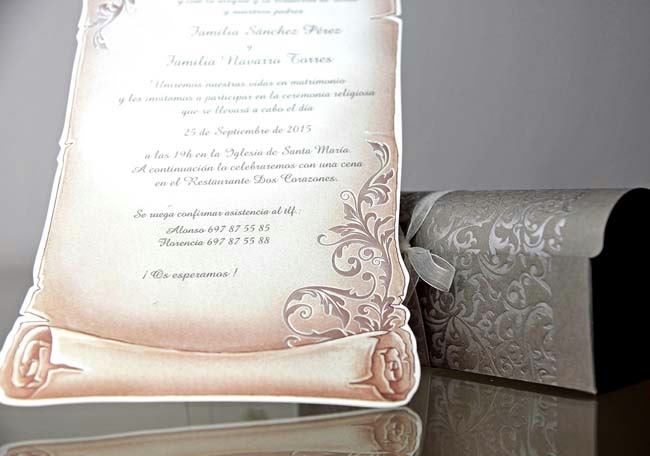 y nuestros padres
Familia Sánchez Pérez
y
Familia Navarro Torres
Uniremos nuestras vidas en matrimonio
y les invitamos a participar en la ceremonia religiosa
que se llevará a cabo el día
25 de Septiembre de 2015
a las 19h en la Iglesia de Santa María.
A continuación la celebraremos con una cena
en el Restaurante Dos Corazones.
Se ruega confirmar asistencia al tlf.:
Alonso 697 87 55 85
Florencia 697 87 55 88
¡ Os esperamos !